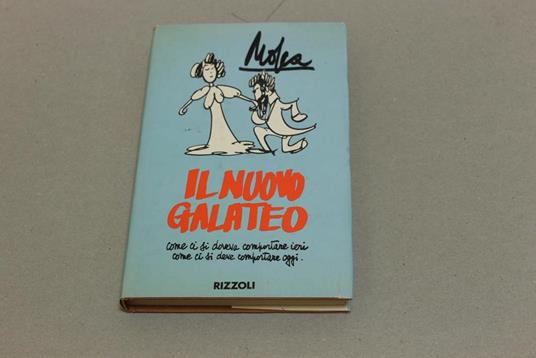 Mosca
IL NUOVO
GALATEO
come ci si doveva comportare ieri
come ci si deve comportare oggi.
RIZZOLI